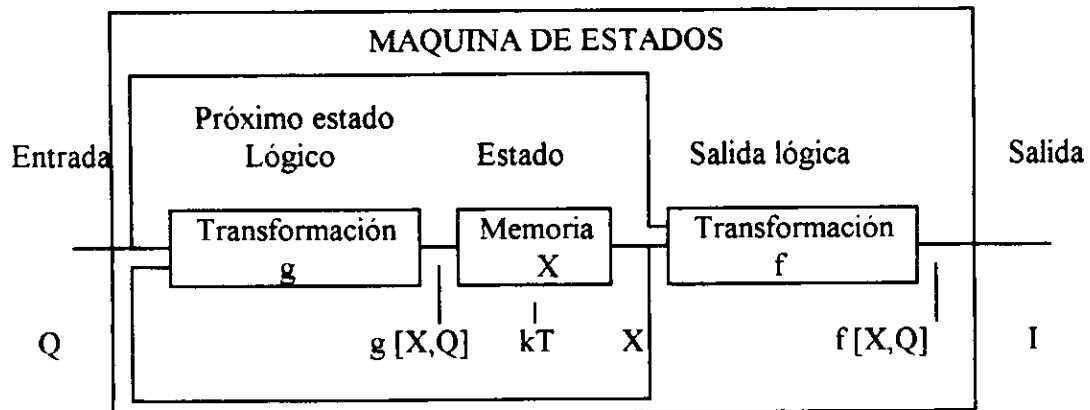 MAQUINA DE ESTADOS
Próximo estado
Entrada Lógico Estado Salida lógica Salida
Transformación Memoria Transformación
g X f
Q g [X,Q] kT X f [X,Q] I